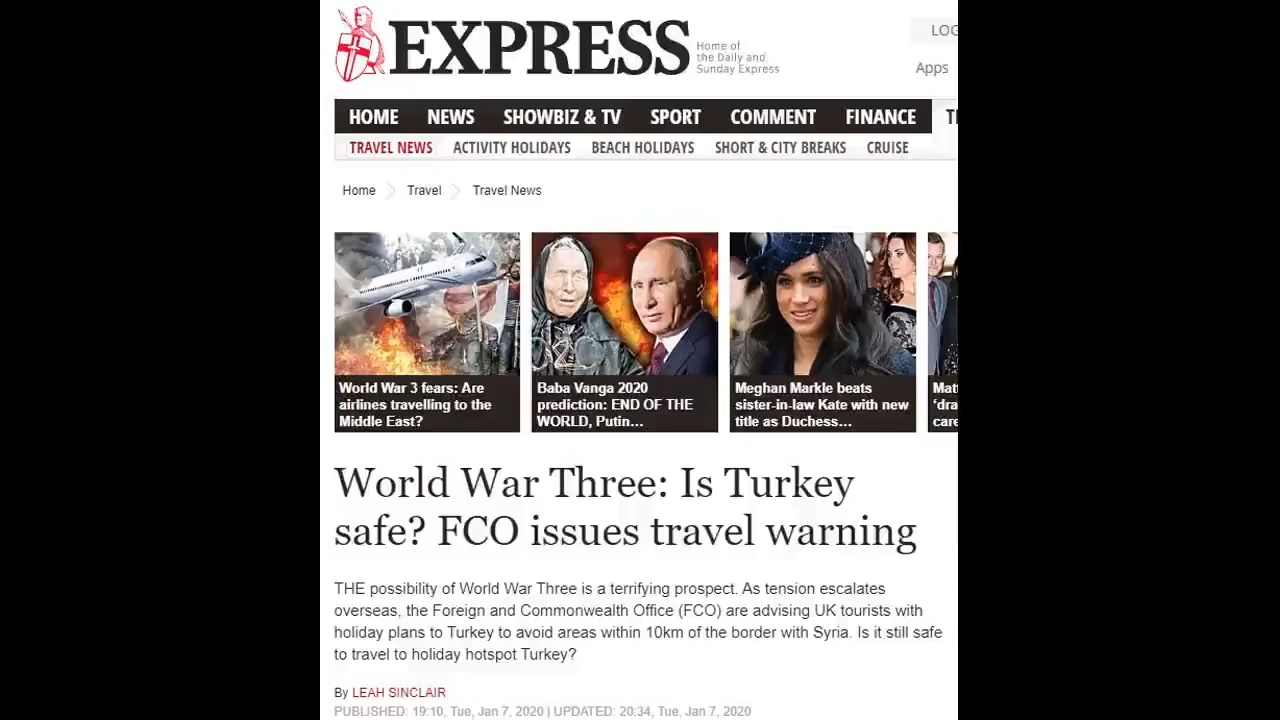 EXPRESS
Home of
the Daily and
Sunday Express
LOG
Apps
HOME NEWS SHOWBIZ & TV SPORT COMMENT FINANCE
TRAVEL NEWS ACTIVITY HOLIDAYS BEACH HOLIDAYS SHORT & CITY BREAKS CRUISE
Home Travel Travel News
World War 3 fears: Are
airlines travelling to the
Middle East?
Baba Vanga 2020
prediction: END OF THE
WORLD, Putin...
Meghan Markle beats
sister-in-law Kate with new
title as Duchess...
World War Three: Is Turkey
safe? FCO issues travel warning
THE possibility of World War Three is a terrifying prospect. As tension escalates
overseas, the Foreign and Commonwealth Office (FCO) are advising UK tourists with
holiday plans to Turkey to avoid areas within 10km of the border with Syria. Is it still safe
to travel to holiday hotspot Turkey?
By LEAH SINCLAIR
PUBLISHED: 19:10, Tue, Jan 7, 2020 | UPDATED: 20:34, Tue, Jan 7, 2020